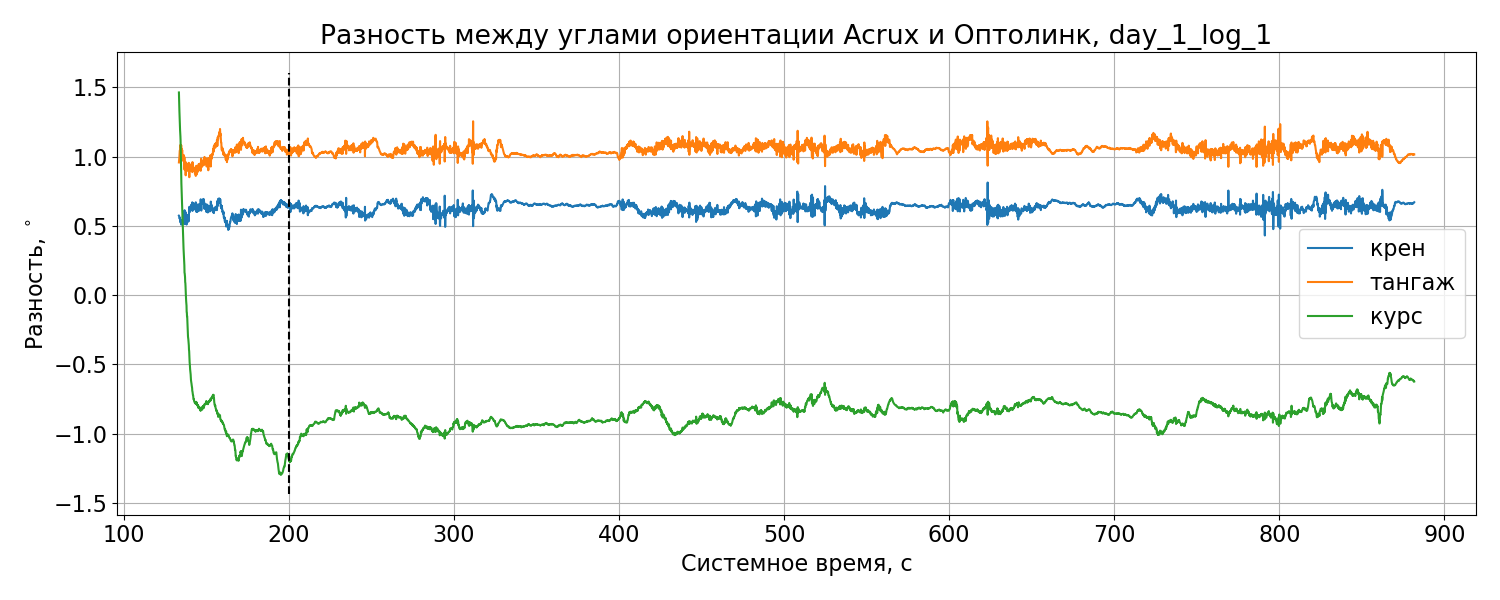 Разность между углами ориентации Acrux и Оптолинк, day_1_log_1
Разность, °
1.5
1.0
0.5
0.0
−0.5
−1.0
−1.5
крен
тангаж
курс
100 200 300 400 500 600 700 800 900
Системное время, с